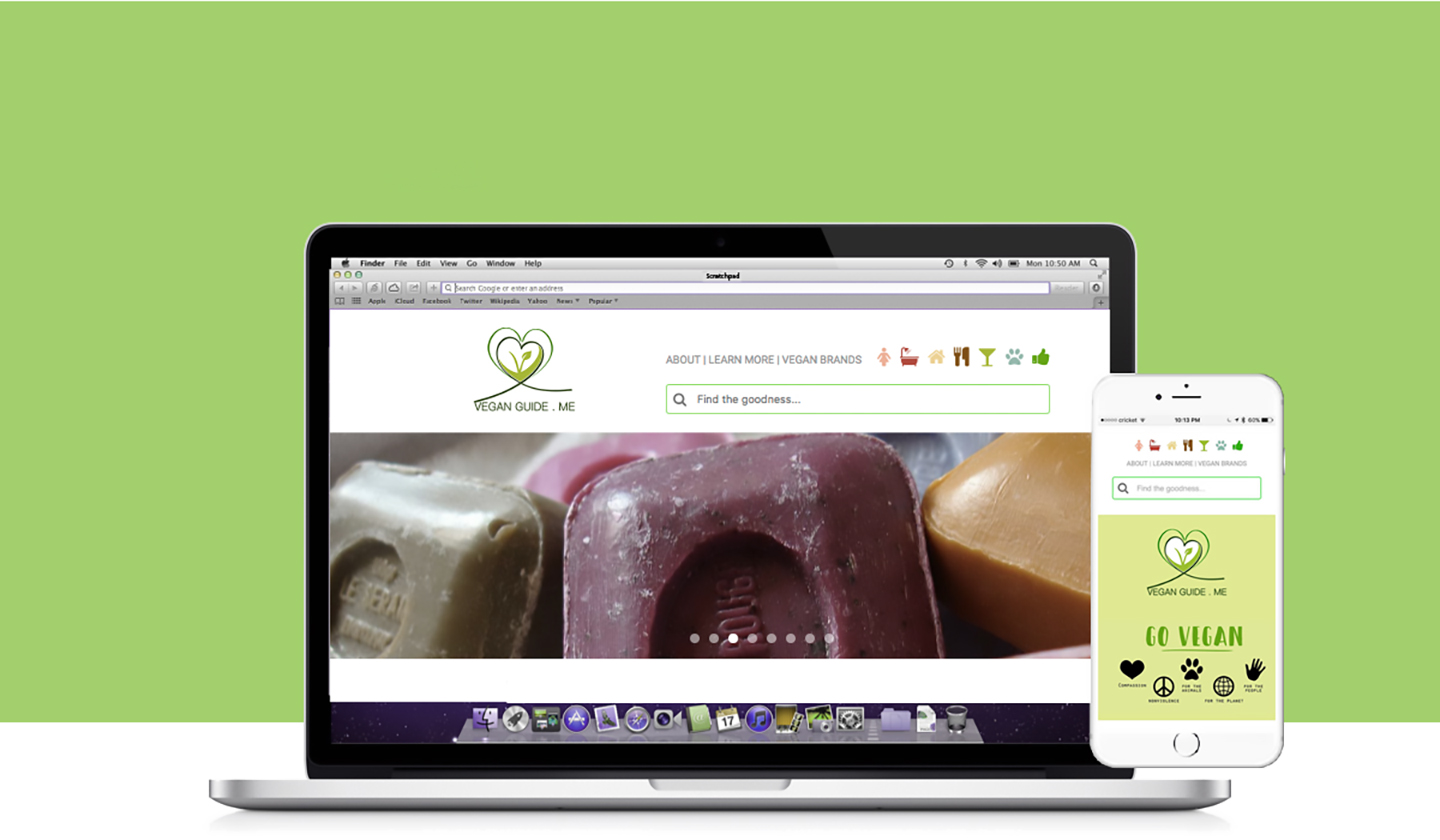 Finder File Edit View Go Window Help Mon 10:50 AM
Scratchpad
Search Google or enter an address
Reader
Apple iCloud Facebook Twitter Wikipedia Yahoo News Popular
VEGAN GUIDE . ME
ABOUT | LEARN MORE | VEGAN BRANDS
Find the goodness...
17
cricket 10:13 PM 60%
ABOUT | LEARN MORE | VEGAN BRANDS
Find the goodness...
VEGAN GUIDE . ME
GO VEGAN
COMPASSION
NONVIOLENCE
FOR THE
ANIMALS
FOR THE PLANET
FOR THE
PEOPLE